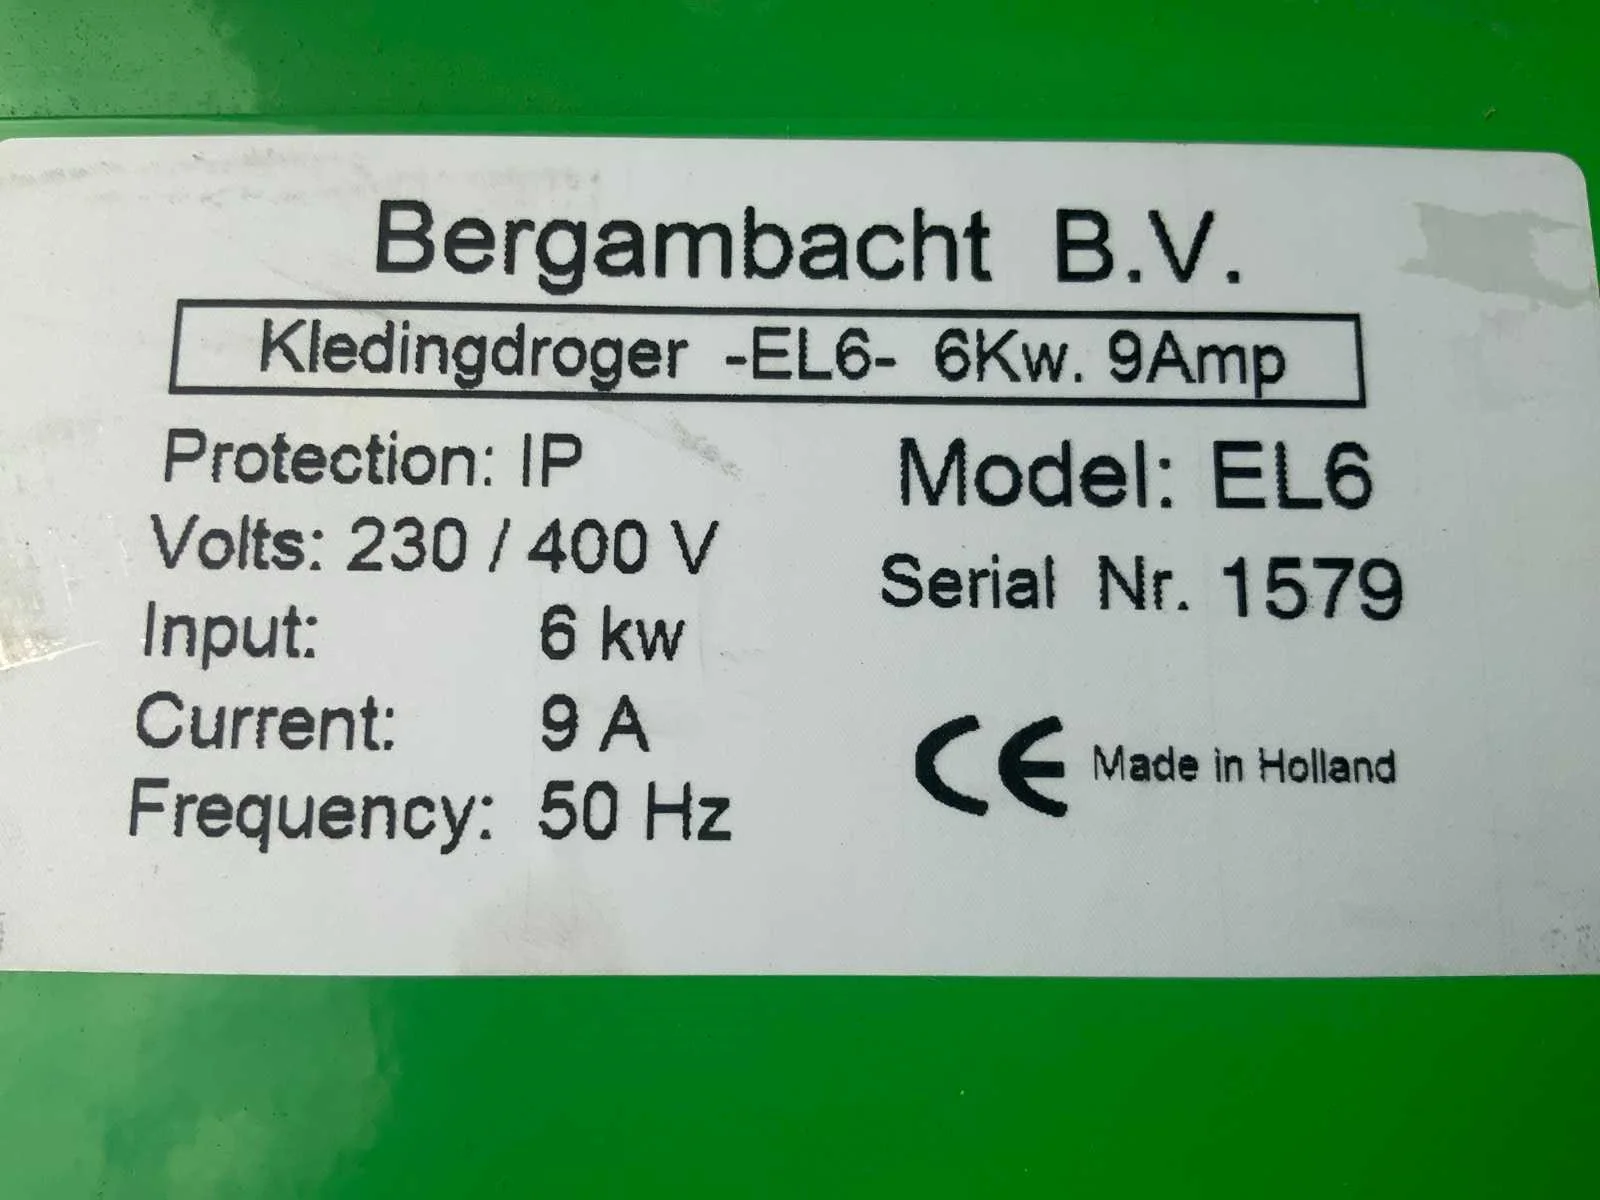 Bergambacht B.V.
Kledingdroger -EL6- 6Kw. 9Amp
Protection: IP
Model: EL6
Volts: 230 / 400 V
Serial Nr. 1579
Input: 6 kw
Current: 9 A
CE Made in Holland
Frequency: 50 Hz